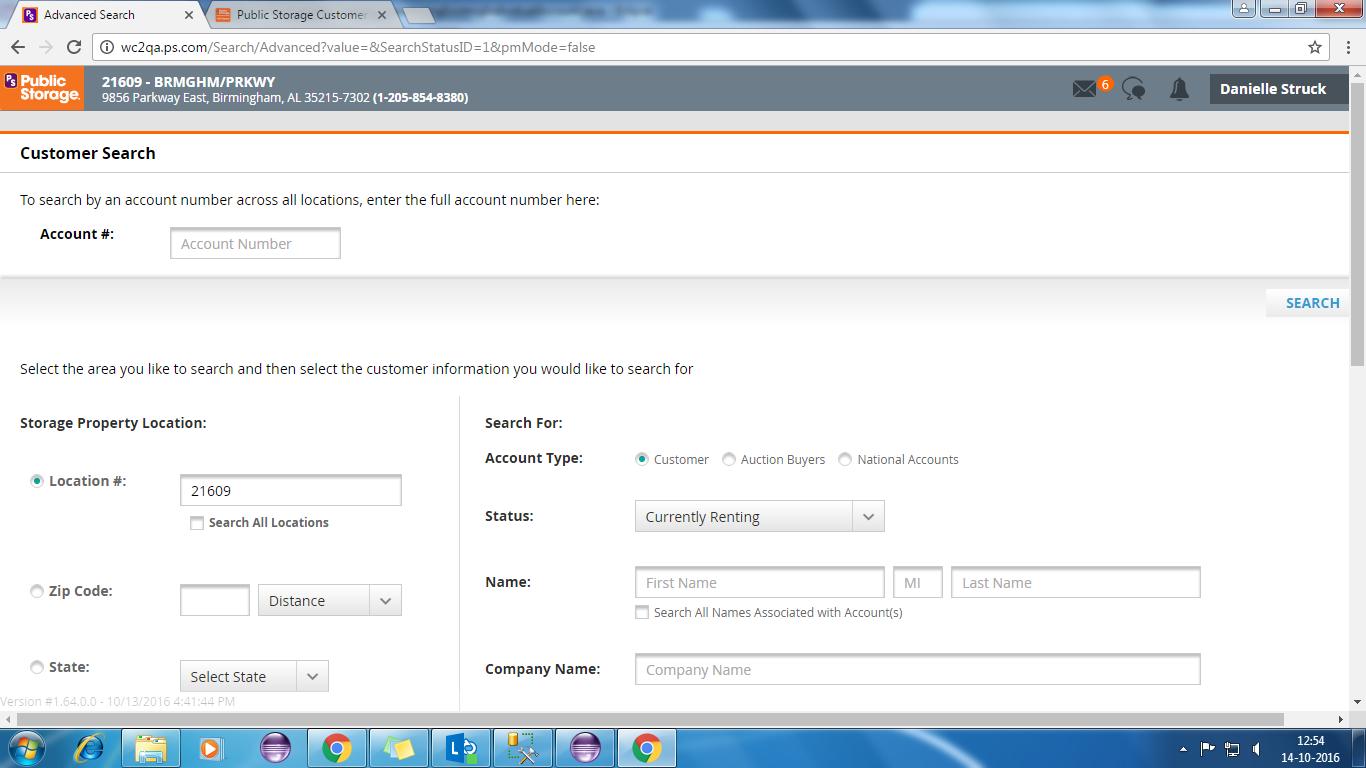 Advanced Search
Public Storage Customer
wc2qa.ps.com/Search/Advanced?value=&SearchStatusID=1&pmMode=false
PS Public Storage.
21609 - BRMGHM/PRKWY
9856 Parkway East, Birmingham, AL 35215-7302 (1-205-854-8380)
6
Danielle Struck
Customer Search
To search by an account number across all locations, enter the full account number here:
Account #: Account Number
SEARCH
Select the area you like to search and then select the customer information you would like to search for
Storage Property Location:
Location #: 21609
Search All Locations
Zip Code: Distance
State: Select State
Search For:
Account Type: Customer Auction Buyers National Accounts
Status: Currently Renting
Name: First Name MI Last Name
Search All Names Associated with Account(s)
Company Name: Company Name
Version #1.64.0.0 - 10/13/2016 4:41:44 PM
12:54
14-10-2016